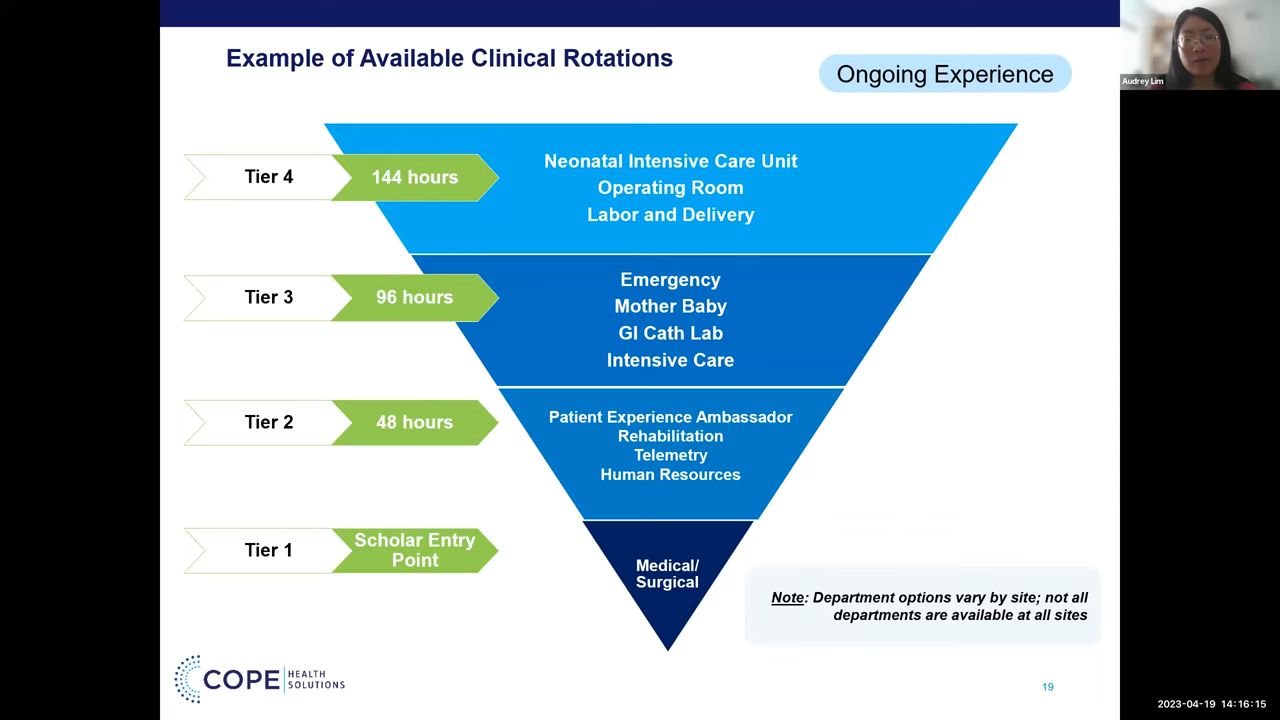 Example of Available Clinical Rotations
Ongoing Experience
Audrey Lim
Tier 4
144 hours
Neonatal Intensive Care Unit
Operating Room
Labor and Delivery
Tier 3
96 hours
Emergency
Mother Baby
GI Cath Lab
Intensive Care
Tier 2
48 hours
Patient Experience Ambassador
Rehabilitation
Telemetry
Human Resources
Tier 1
Scholar Entry
Point
Medical/
Surgical
Note: Department options vary by site; not all
departments are available at all sites
COPE HEALTH
SOLUTIONS
19
2023-04-19 14:16:15